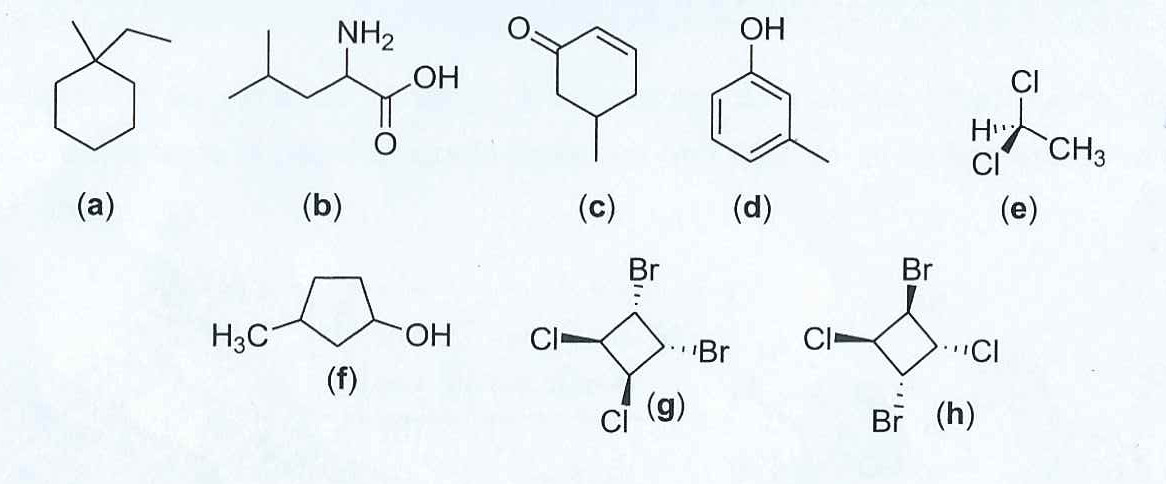 NH2
OH
O
(a)
(b)
O
(c)
OH
(d)
Cl
H
Cl
CH3
(e)
H3C
OH
(f)
Br
Cl
Br
Cl
(g)
Br
Cl
Cl
Br
(h)